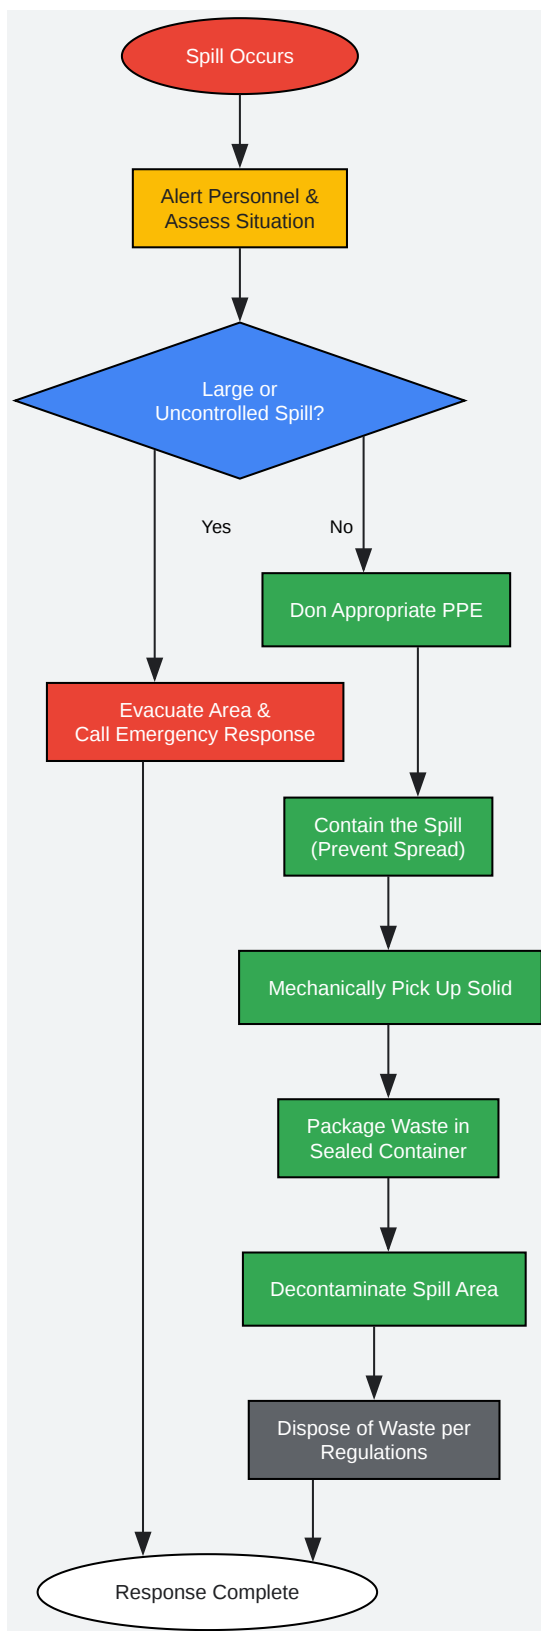 Spill Occurs
Alert Personnel &
Assess Situation
Large or
Uncontrolled Spill?
Yes
No
Don Appropriate PPE
Evacuate Area &
Call Emergency Response
Contain the Spill
(Prevent Spread)
Mechanically Pick Up Solid
Package Waste in
Sealed Container
Decontaminate Spill Area
Dispose of Waste per
Regulations
Response Complete